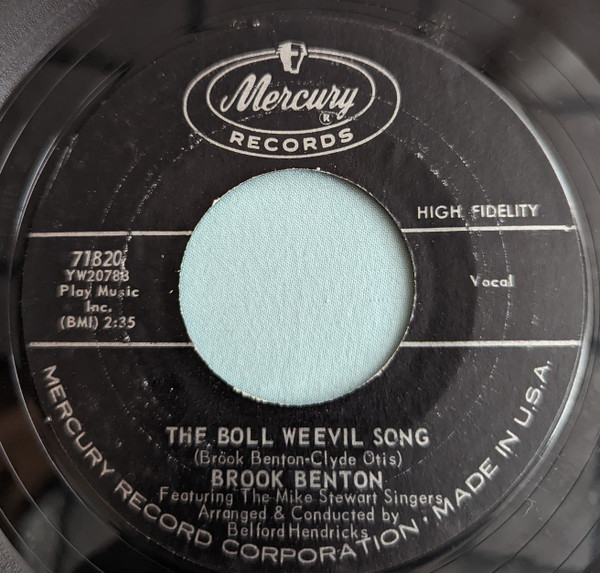 Mercury
®
RECORDS
HIGH FIDELITY
71820
YW20788
Play Music
Inc.
(BMI) 2:35
Vocal
THE BOLL WEEVIL SONG
(Brook Benton-Clyde Otis)
BROOK BENTON
Featuring The Mike Stewart Singers
Arranged & Conducted by
Belford Hendricks
MERCURY RECORD CORPORATION • MADE IN U.S.A.